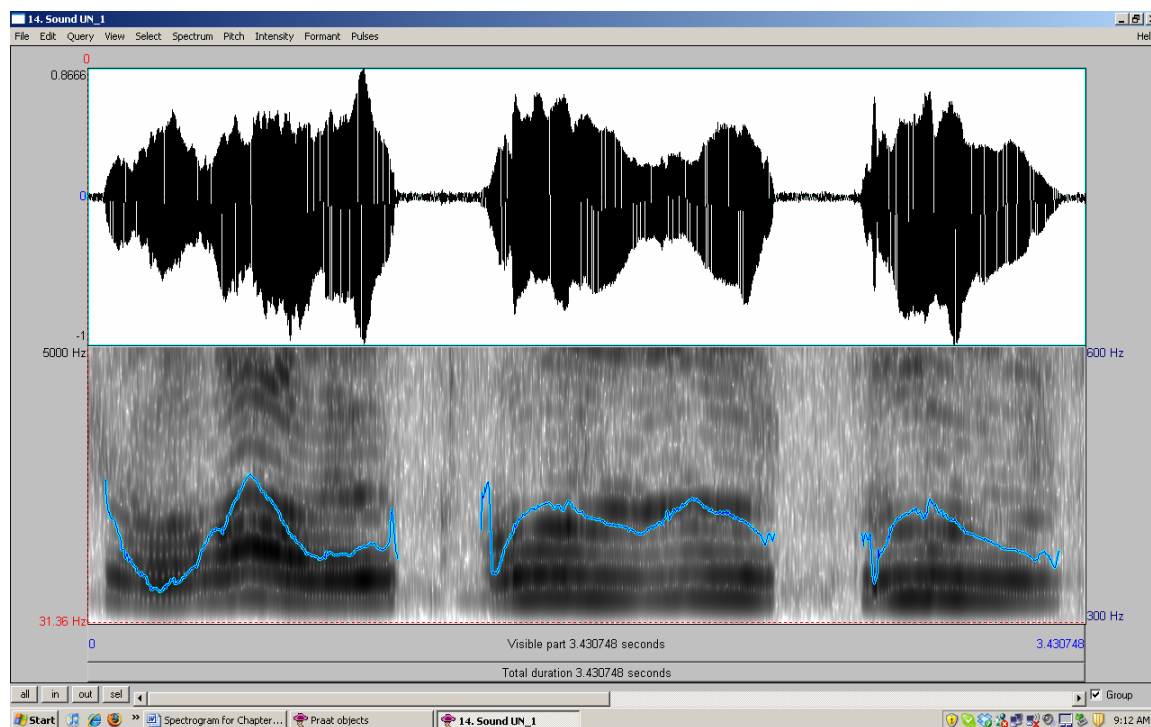 14. Sound UN_1
File Edit Query View Select Spectrum Pitch Intensity Formant Pulses Hel
0
0.8666
0
-1
5000 Hz
600 Hz
31.36 Hz
300 Hz
0 Visible part 3.430748 seconds 3.430748
Total duration 3.430748 seconds
all in out sel Group
Start » Spectrogram for Chapter... Praat objects 14. Sound UN_1 9:12 AM